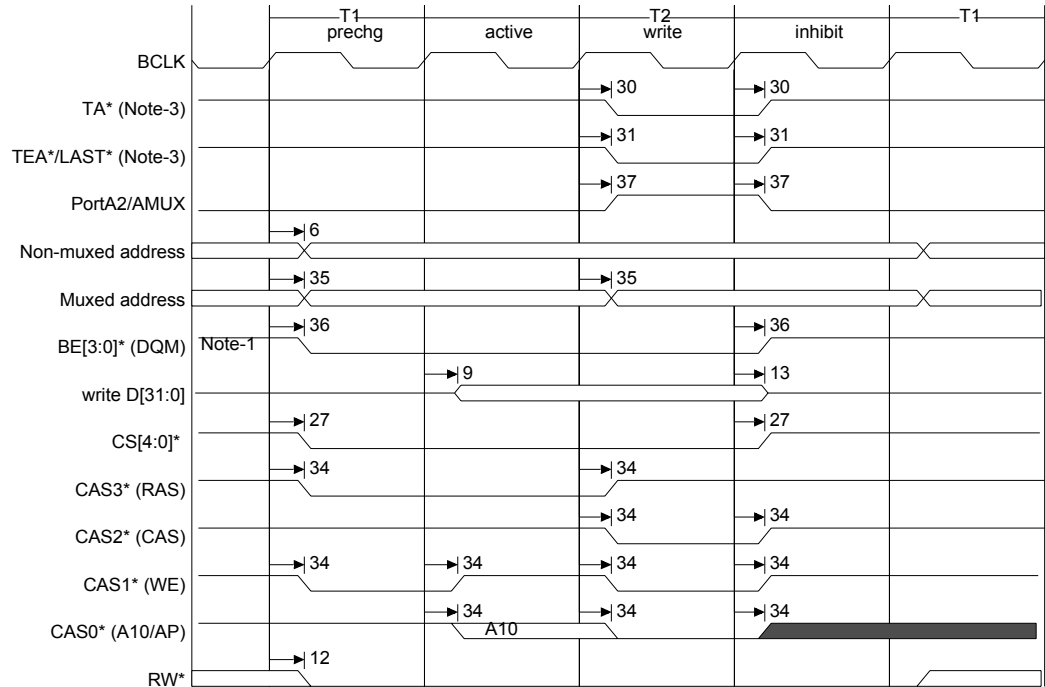 T1 T2 T1
prechg active write inhibit
BCLK
30 30
TA* (Note-3)
31 31
TEA*/LAST* (Note-3)
37 37
PortA2/AMUX
6
Non-muxed address
35 35
Muxed address
36 36
BE[3:0]* (DQM) Note-1
9 13
write D[31:0]
27 27
CS[4:0]*
34 34
CAS3* (RAS)
34 34
CAS2* (CAS)
34 34 34 34
CAS1* (WE)
34 34 34
CAS0* (A10/AP) A10
12
RW*